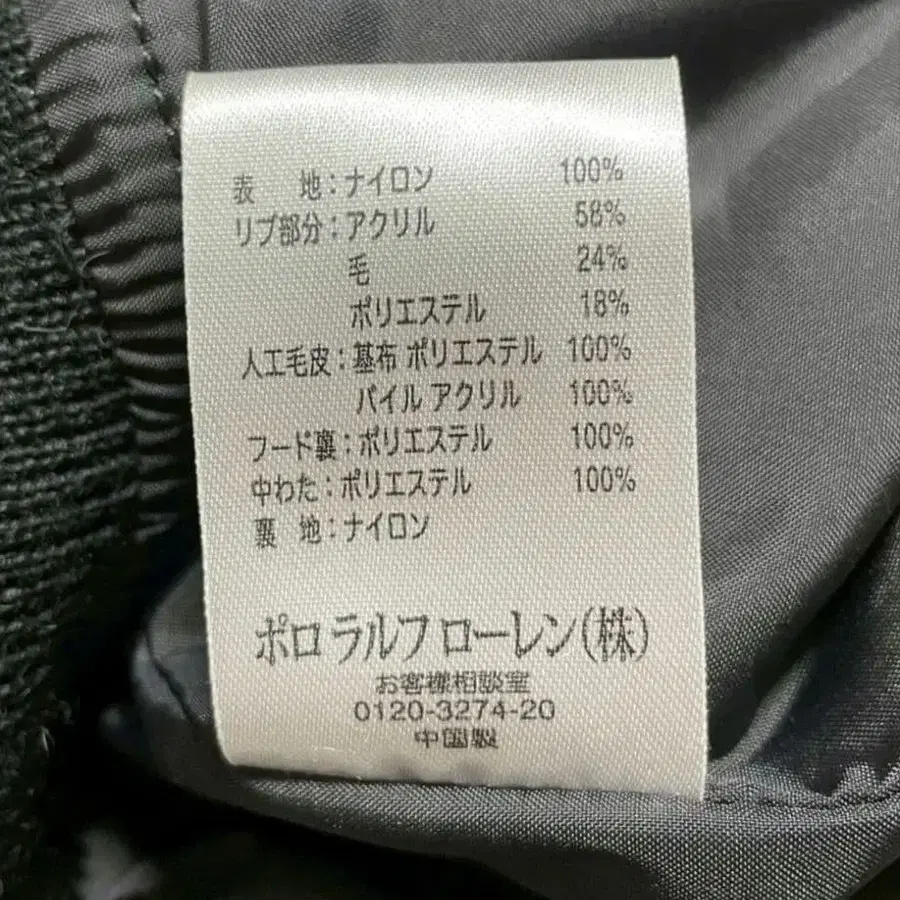 表　地：ナイロン 100%
リブ部分：アクリル 58%
毛 24%
ポリエステル 18%
人工毛皮：基布 ポリエステル 100%
パイル アクリル 100%
フード裏：ポリエステル 100%
中わた：ポリエステル 100%
裏　地：ナイロン
ポロ ラルフ ローレン(株)
お客様相談室
0120-3274-20
中国製